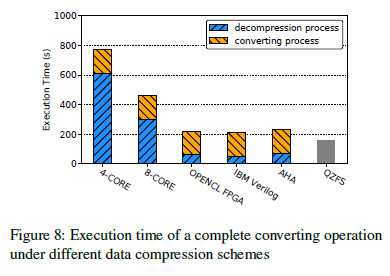 1000
800
600
400
200
0
Execution Time (s)
decompression process
converting process
4-CORE
8-CORE
OPENCL FPGA
IBM Verilog
AHA
QZFS
Figure 8: Execution time of a complete converting operation
under different data compression schemes